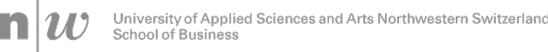 n|w University of Applied Sciences and Arts Northwestern Switzerland
School of Business